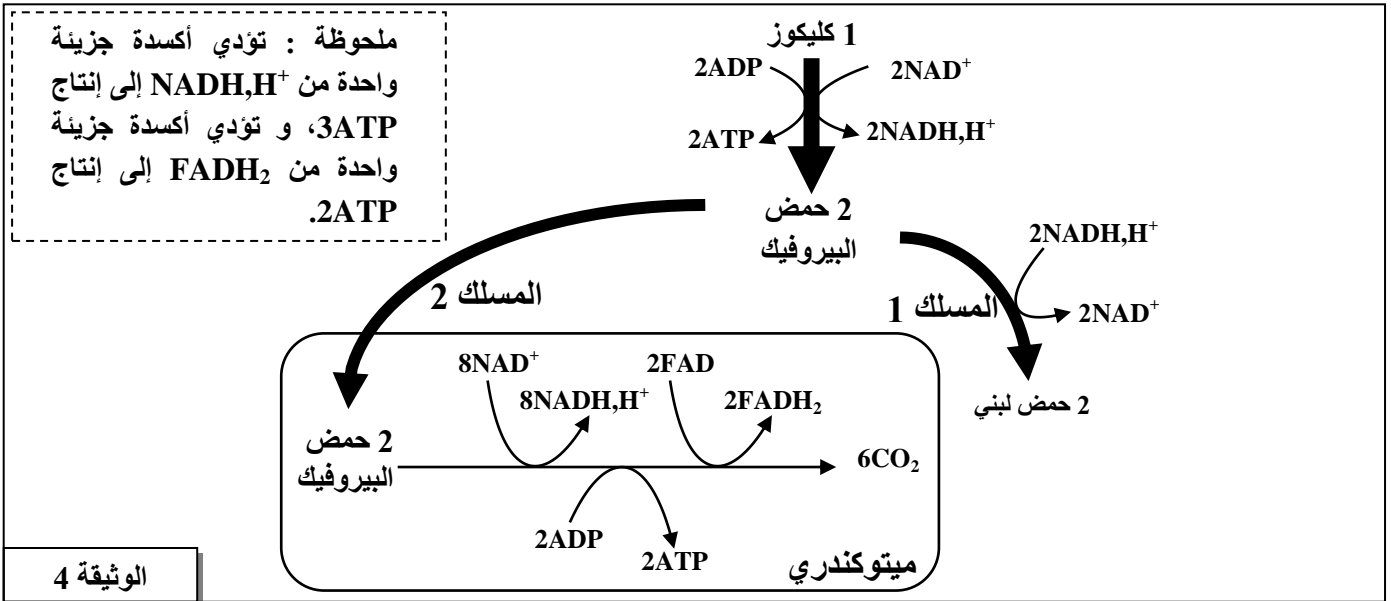 ملحوظة : تؤدي أكسدة جزيئة
واحدة من NADH,H⁺ إلى إنتاج
3ATP، و تؤدي أكسدة جزيئة
واحدة من FADH₂ إلى إنتاج
2ATP.
1 كليكوز
2ADP
2NAD⁺
2ATP
2NADH,H⁺
2 حمض
البيروفيك
2NADH,H⁺
2NAD⁺
المسلك 1
2 حمض لبني
المسلك 2
8NAD⁺
2FAD
8NADH,H⁺
2FADH₂
2 حمض
البيروفيك
6CO₂
2ADP
2ATP
ميتوكندري
الوثيقة 4